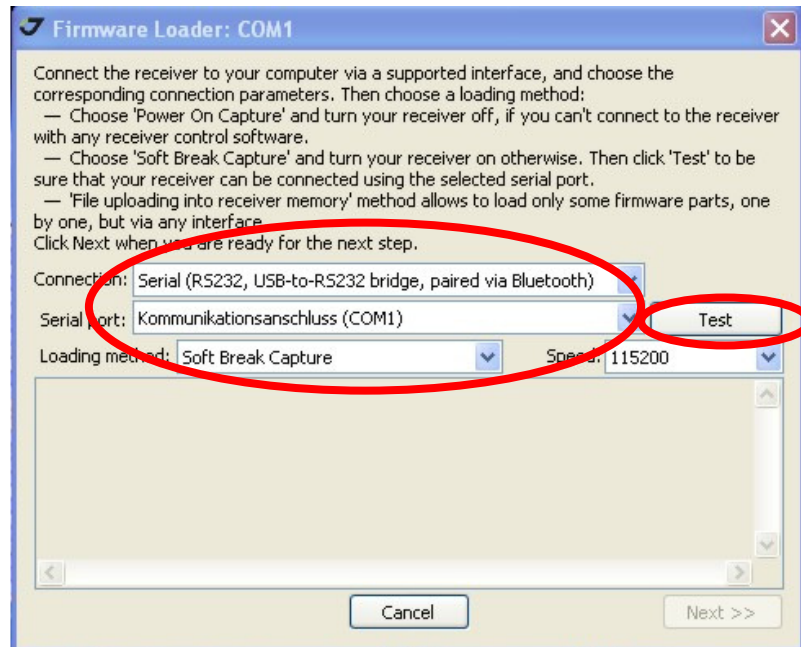 Firmware Loader: COM1
Connect the receiver to your computer via a supported interface, and choose the
corresponding connection parameters. Then choose a loading method:
— Choose 'Power On Capture' and turn your receiver off, if you can't connect to the receiver
with any receiver control software.
— Choose 'Soft Break Capture' and turn your receiver on otherwise. Then click 'Test' to be
sure that your receiver can be connected using the selected serial port.
— 'File uploading into receiver memory' method allows to load only some firmware parts, one
by one, but via any interface.
Click Next when you are ready for the next step.
Connection: Serial (RS232, USB-to-RS232 bridge, paired via Bluetooth)
Serial port: Kommunikationsanschluss (COM1) Test
Loading method: Soft Break Capture Speed: 115200
Cancel Next >>